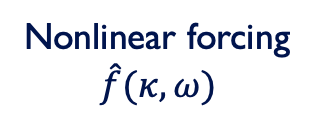 Nonlinear forcing
f̂(κ, ω)